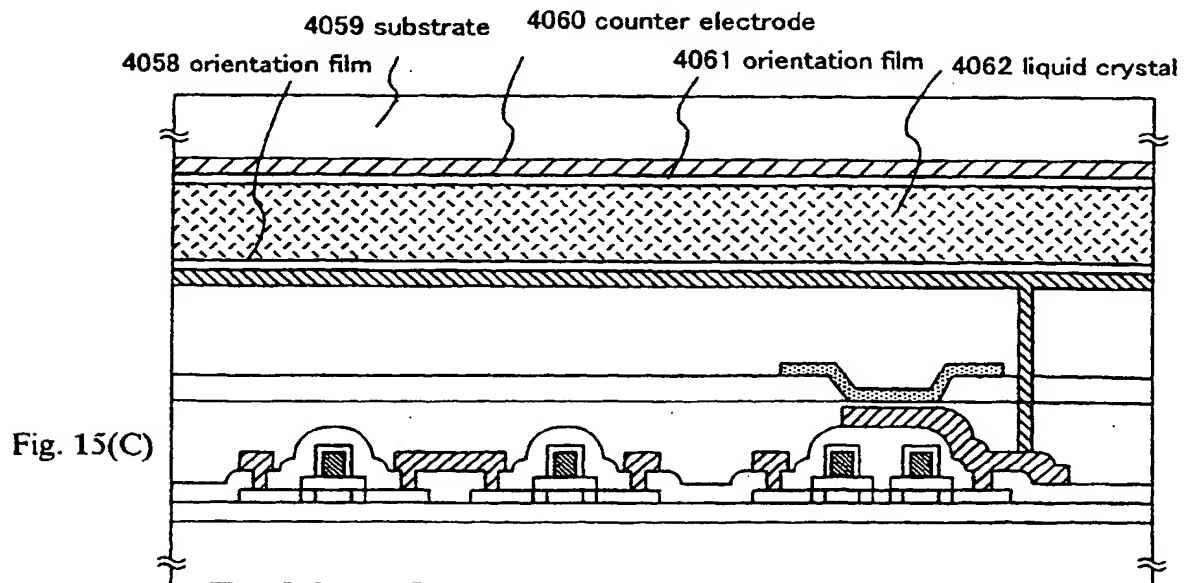 4059 substrate
4060 counter electrode
4058 orientation film
4061 orientation film
4062 liquid crystal
Fig. 15(C)